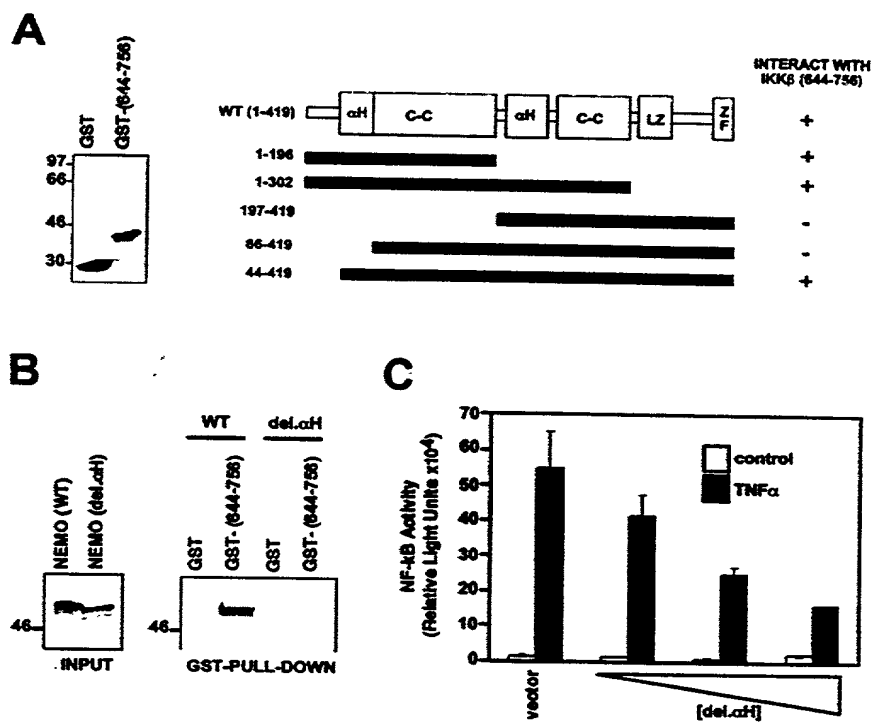 A
GST
GST-(644-756)
97
66
46
30
INTERACT WITH
IKKβ (644-756)
WT (1-419)
αH
C-C
αH
C-C
LZ
ZF
+
1-196
+
1-302
+
197-419
-
86-419
-
44-419
+
B
WT
del.αH
NEMO (WT)
NEMO (del.αH)
GST
GST- (644-756)
GST
GST- (644-756)
46
46
INPUT
GST-PULL-DOWN
C
NF-kB Activity
(Relative Light Units x10⁴)
70
60
50
40
30
20
10
0
control
TNFα
vector
[del.αH]